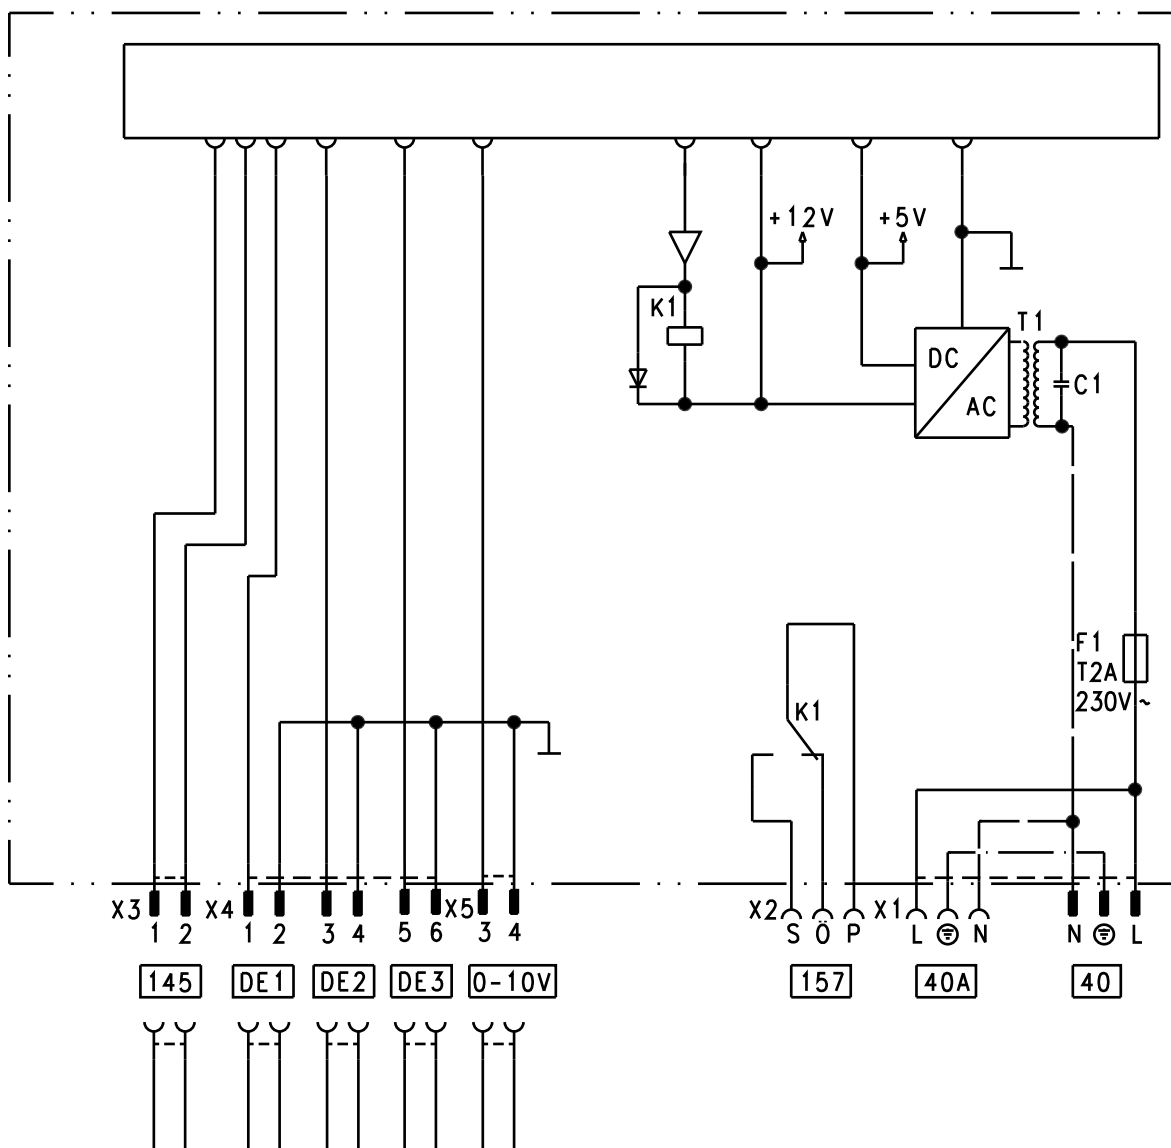 +12V +5V
K1 T1
DC C1
AC
F1
T2A
K1 230V~
X3 X4 X5 X2 X1
1 2 1 2 3 4 5 6 3 4 S Ö P L N N L
145 DE1 DE2 DE3 0-10V 157 40A 40